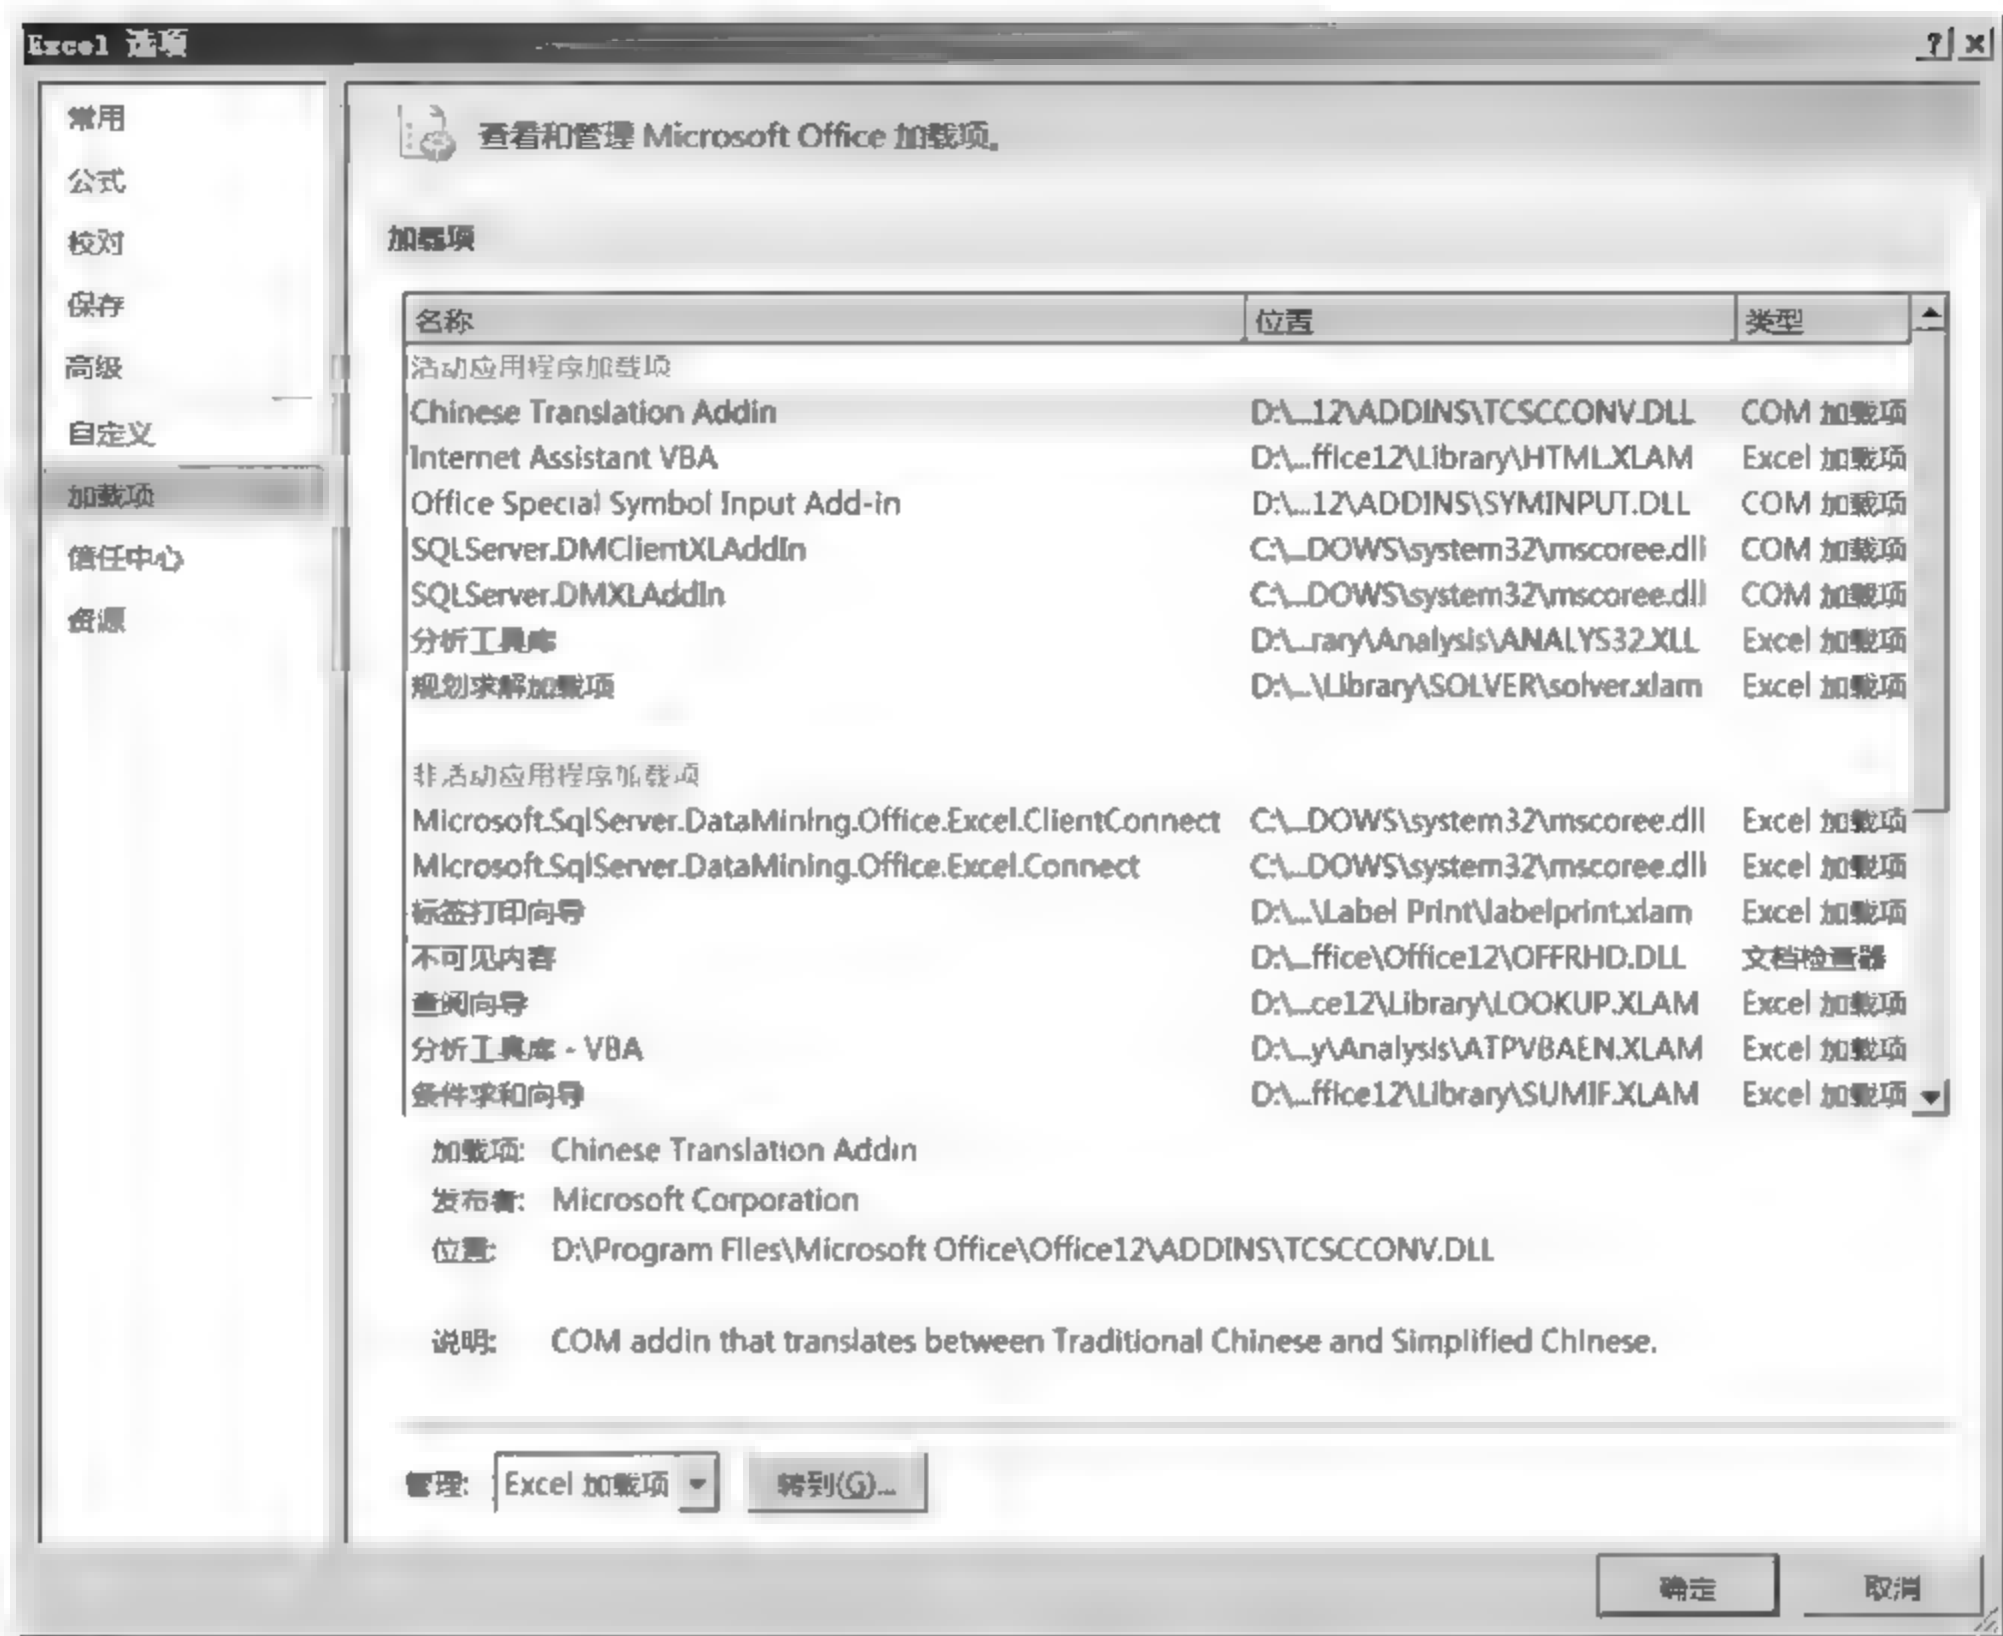 Excel 选项
常用
公式
校对
保存
高级
自定义
加载项
信任中心
资源
查看和管理 Microsoft Office 加载项。
加载项
名称 位置 类型
活动应用程序加载项
Chinese Translation Addin D:\...12\ADDINS\TCSCCONV.DLL COM 加载项
Internet Assistant VBA D:\...ffice12\Library\HTML.XLAM Excel 加载项
Office Special Symbol Input Add-in D:\...12\ADDINS\SYMINPUT.DLL COM 加载项
SQLServer.DMClientXLAddIn C:\...DOWS\system32\mscoree.dll COM 加载项
SQLServer.DMXLAddIn C:\...DOWS\system32\mscoree.dll COM 加载项
分析工具库 D:\...rary\Analysis\ANALYS32.XLL Excel 加载项
规划求解加载项 D:\...\Library\SOLVER\solver.xlam Excel 加载项
非活动应用程序加载项
Microsoft.SqlServer.DataMining.Office.Excel.ClientConnect C:\...DOWS\system32\mscoree.dll Excel 加载项
Microsoft.SqlServer.DataMining.Office.Excel.Connect C:\...DOWS\system32\mscoree.dll Excel 加载项
标签打印向导 D:\...\Label Print\labelprint.xlam Excel 加载项
不可见内容 D:\...ffice\Office12\OFFRHD.DLL 文档检查器
查阅向导 D:\...ce12\Library\LOOKUP.XLAM Excel 加载项
分析工具库 - VBA D:\...y\Analysis\ATPVBAEN.XLAM Excel 加载项
条件求和向导 D:\...ffice12\Library\SUMIF.XLAM Excel 加载项
加载项: Chinese Translation Addin
发布者: Microsoft Corporation
位置: D:\Program Files\Microsoft Office\Office12\ADDINS\TCSCCONV.DLL
说明: COM addin that translates between Traditional Chinese and Simplified Chinese.
管理: Excel 加载项 转到(G)...
确定 取消